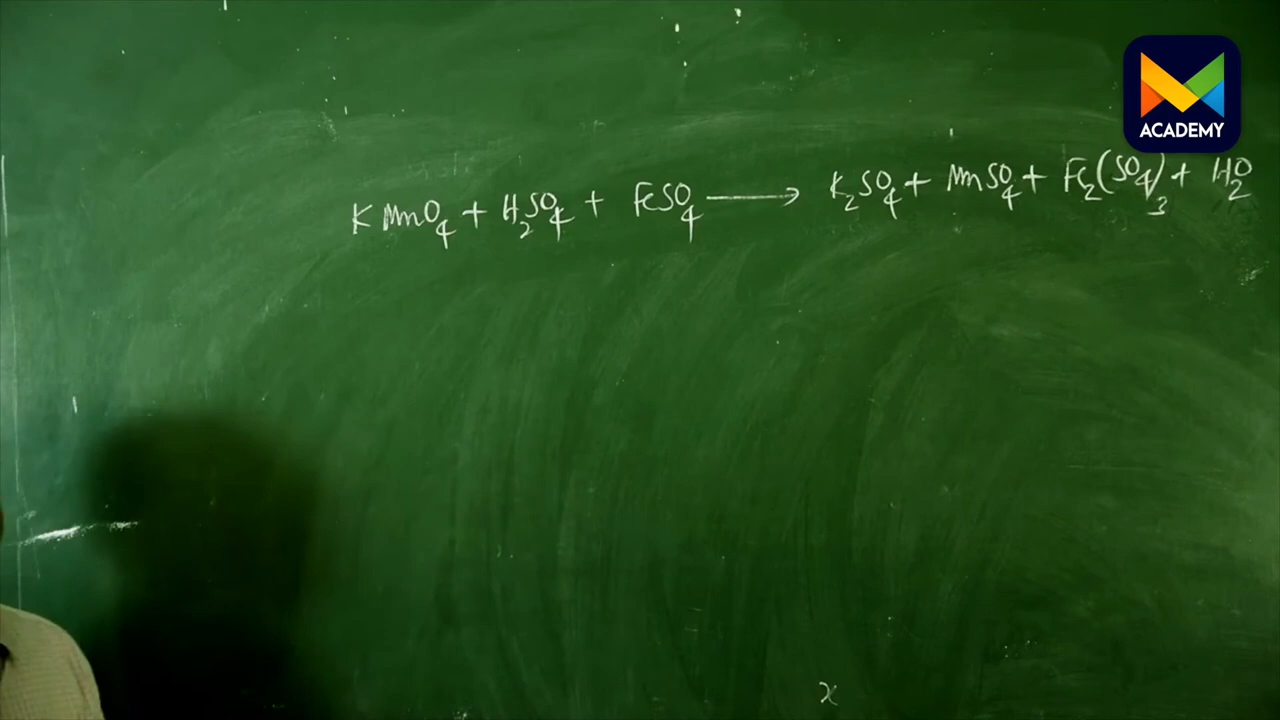 ACADEMY
KMnO₄ + H₂SO₄ + FeSO₄ ⟶ K₂SO₄ + MnSO₄ + Fe₂(SO₄)₃ + H₂O
x